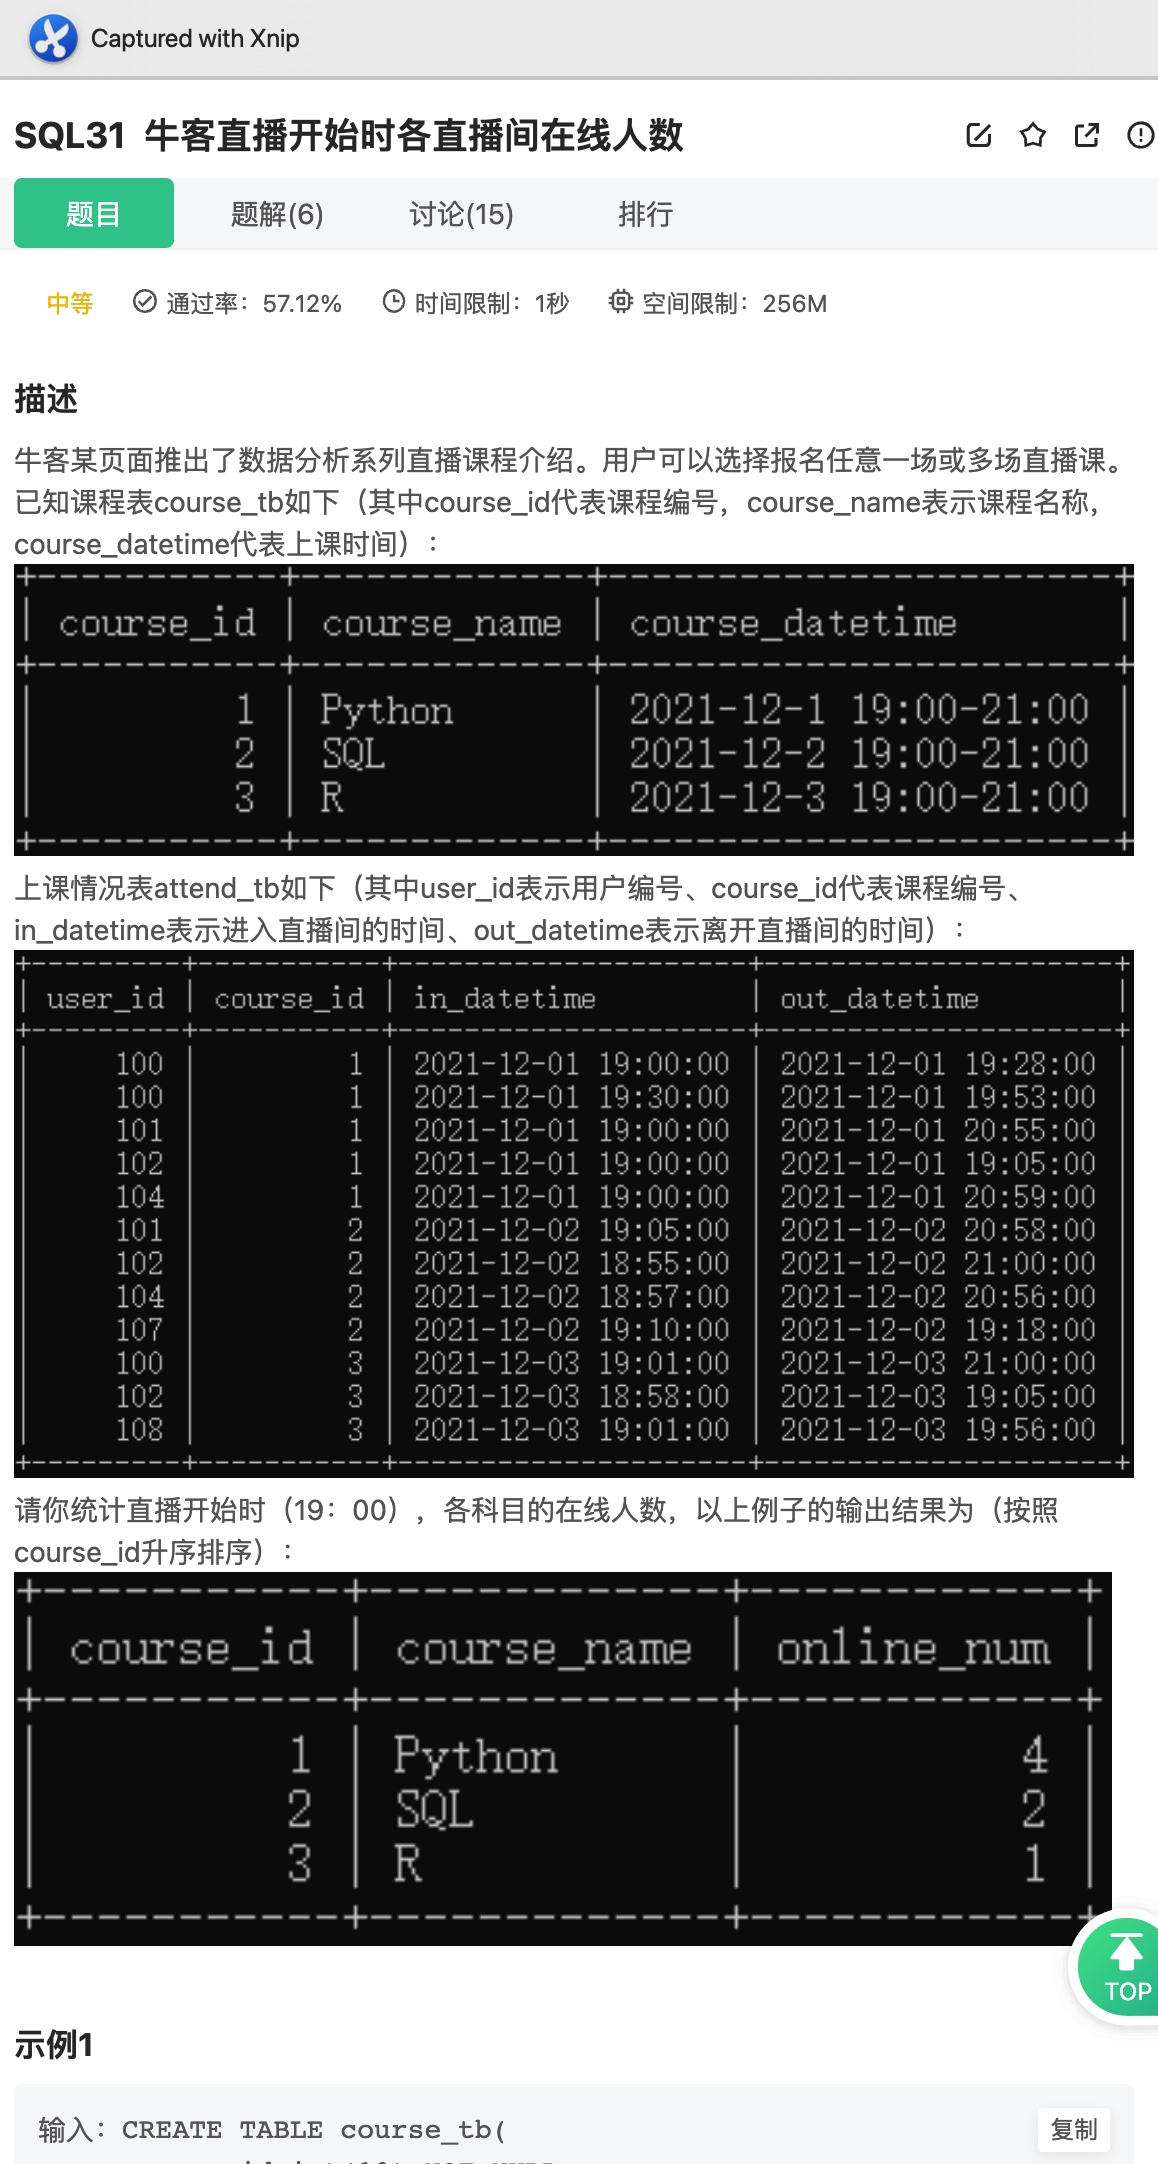 Captured with Xnip
SQL31 牛客直播开始时各直播间在线人数
题目 题解(6) 讨论(15) 排行
中等 通过率：57.12% 时间限制：1秒 空间限制：256M
描述
牛客某页面推出了数据分析系列直播课程介绍。用户可以选择报名任意一场或多场直播课。
已知课程表course_tb如下（其中course_id代表课程编号，course_name表示课程名称，
course_datetime代表上课时间）：
+-----------+-------------+------------------------+
| course_id | course_name | course_datetime |
+-----------+-------------+------------------------+
| 1 | Python | 2021-12-1 19:00-21:00 |
| 2 | SQL | 2021-12-2 19:00-21:00 |
| 3 | R | 2021-12-3 19:00-21:00 |
+-----------+-------------+------------------------+
上课情况表attend_tb如下（其中user_id表示用户编号、course_id代表课程编号、
in_datetime表示进入直播间的时间、out_datetime表示离开直播间的时间）：
+---------+-----------+---------------------+---------------------+
| user_id | course_id | in_datetime | out_datetime |
+---------+-----------+---------------------+---------------------+
| 100 | 1 | 2021-12-01 19:00:00 | 2021-12-01 19:28:00 |
| 100 | 1 | 2021-12-01 19:30:00 | 2021-12-01 19:53:00 |
| 101 | 1 | 2021-12-01 19:00:00 | 2021-12-01 20:55:00 |
| 102 | 1 | 2021-12-01 19:00:00 | 2021-12-01 19:05:00 |
| 104 | 1 | 2021-12-01 19:00:00 | 2021-12-01 20:59:00 |
| 101 | 2 | 2021-12-02 19:05:00 | 2021-12-02 20:58:00 |
| 102 | 2 | 2021-12-02 18:55:00 | 2021-12-02 21:00:00 |
| 104 | 2 | 2021-12-02 18:57:00 | 2021-12-02 20:56:00 |
| 107 | 2 | 2021-12-02 19:10:00 | 2021-12-02 19:18:00 |
| 100 | 3 | 2021-12-03 19:01:00 | 2021-12-03 21:00:00 |
| 102 | 3 | 2021-12-03 18:58:00 | 2021-12-03 19:05:00 |
| 108 | 3 | 2021-12-03 19:01:00 | 2021-12-03 19:56:00 |
+---------+-----------+---------------------+---------------------+
请你统计直播开始时（19：00），各科目的在线人数，以上例子的输出结果为（按照
course_id升序排序）：
+-----------+-------------+------------+
| course_id | course_name | online_num |
+-----------+-------------+------------+
| 1 | Python | 4 |
| 2 | SQL | 2 |
| 3 | R | 1 |
+-----------+-------------+------------+
TOP
示例1
输入：CREATE TABLE course_tb(
复制